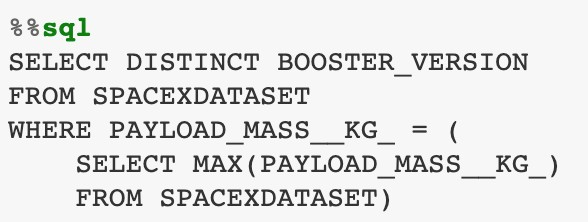 %%sql
SELECT DISTINCT BOOSTER_VERSION
FROM SPACEXDATASET
WHERE PAYLOAD_MASS__KG_ = (
    SELECT MAX(PAYLOAD_MASS__KG_)
    FROM SPACEXDATASET)